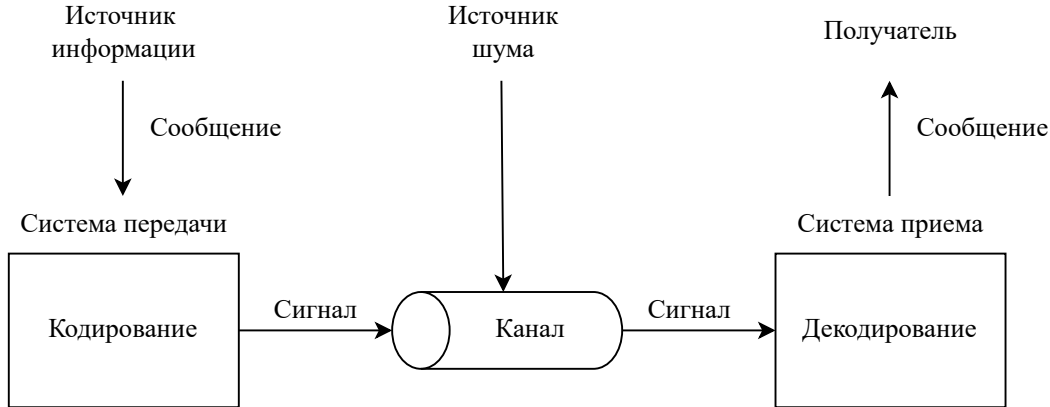 Источник
информации
Источник
шума
Получатель
Сообщение
Сообщение
Система передачи
Система приема
Кодирование
Сигнал
Канал
Сигнал
Декодирование